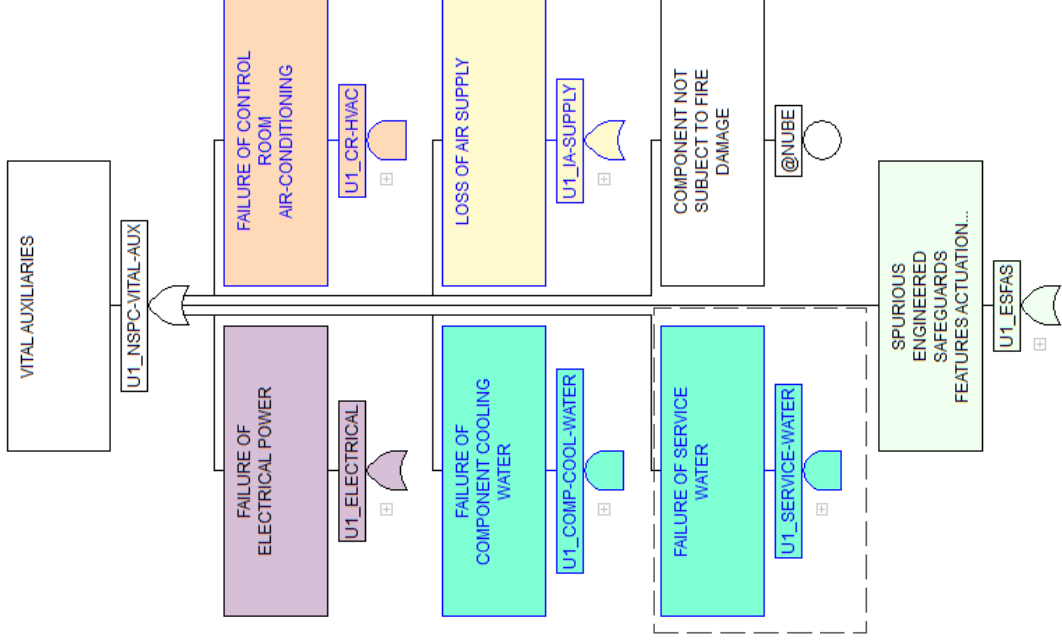 VITAL AUXILIARIES
U1_NSPC-VITAL-AUX
FAILURE OF
ELECTRICAL POWER
U1_ELECTRICAL
FAILURE OF CONTROL
ROOM
AIR-CONDITIONING
U1_CR-HVAC
FAILURE OF
COMPONENT COOLING
WATER
U1_COMP-COOL-WATER
LOSS OF AIR SUPPLY
U1_IA-SUPPLY
FAILURE OF SERVICE
WATER
U1_SERVICE-WATER
COMPONENT NOT
SUBJECT TO FIRE
DAMAGE
@NUBE
SPURIOUS
ENGINEERED
SAFEGUARDS
FEATURES ACTUATION...
U1_ESFAS